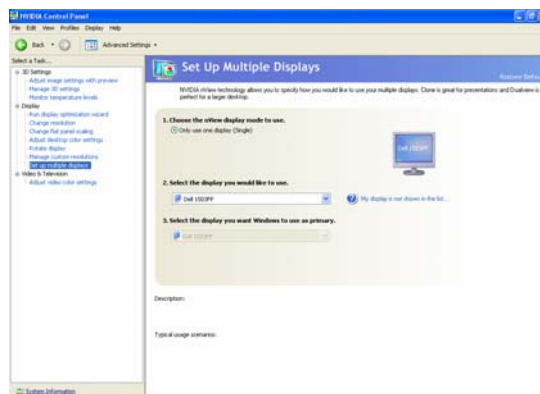 NVIDIA Control Panel
File Edit View Profiles Display Help
Back Advanced Settings
Select a Task...
3D Settings
Adjust image settings with preview
Manage 3D settings
Monitor temperature levels
Display
Run display optimization wizard
Change resolution
Change flat panel scaling
Adjust desktop color settings
Rotate display
Manage custom resolutions
Set up multiple displays
Video & Television
Adjust video color settings
System Information
Set Up Multiple Displays
Restore Defau
NVIDIA nView technology allows you to specify how you would like to use your multiple displays. Clone is great for presentations and Dualview is
perfect for a larger desktop.
1. Choose the nView display mode to use.
Only use one display (Single)
Dell 1503FP
2. Select the display you would like to use.
Dell 1503FP
My display is not shown in the list...
3. Select the display you want Windows to use as primary.
Dell 1503FP
Description:
Typical usage scenarios: